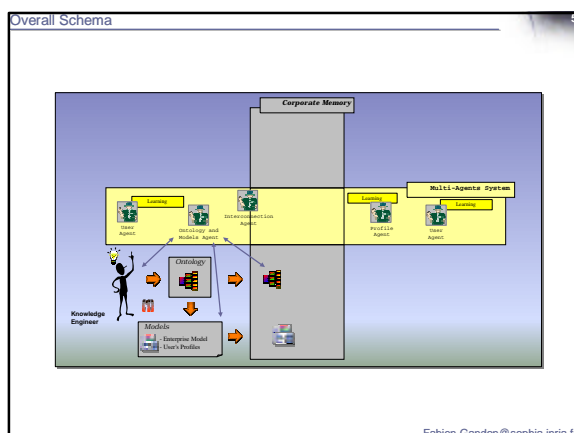 Overall Schema
5
Corporate Memory
Multi-Agents System
Learning
Learning
Learning
Interconnection
Agent
User
Agent
Ontology and
Models Agent
Profile
Agent
User
Agent
Ontology
Knowledge
Engineer
Models
- Enterprise Model
- User's Profiles